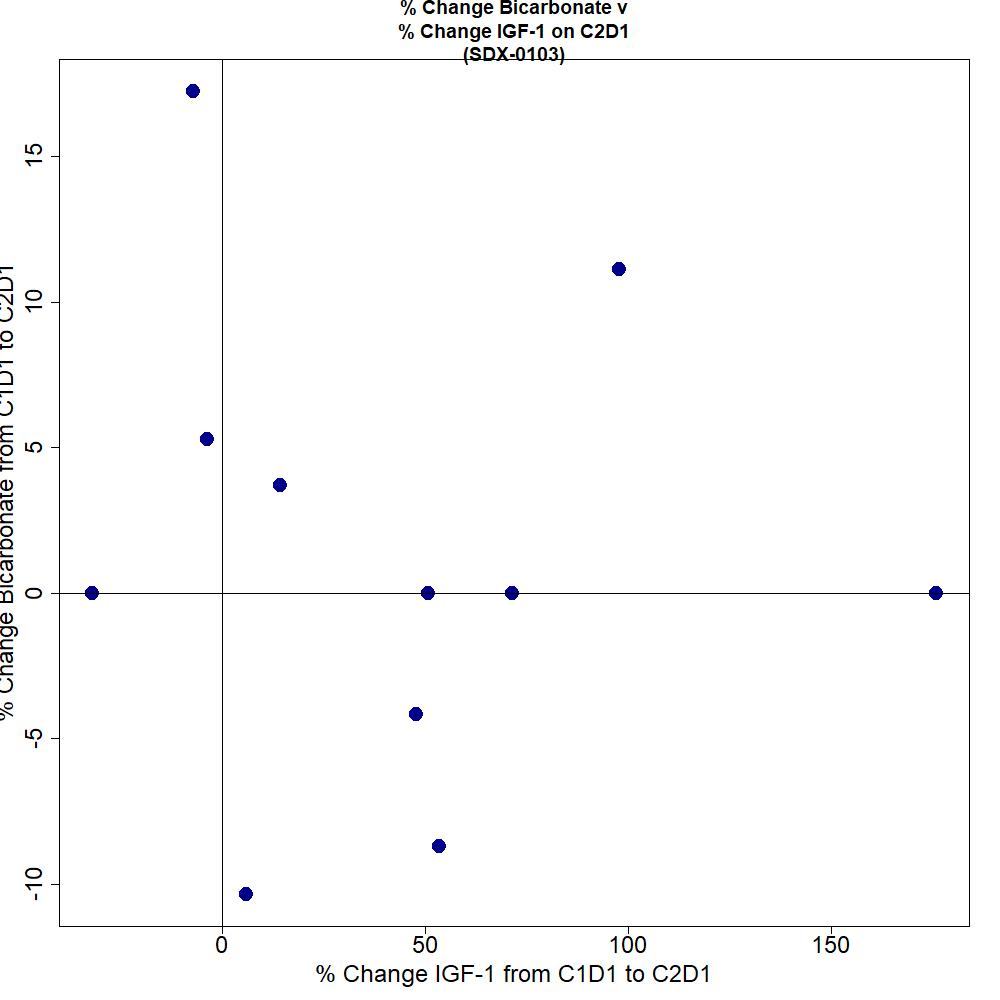 % Change Bicarbonate v
% Change IGF-1 on C2D1
(SDX-0103)
% Change Bicarbonate from C1D1 to C2D1
15
10
5
0
-5
-10
0
50
100
150
% Change IGF-1 from C1D1 to C2D1